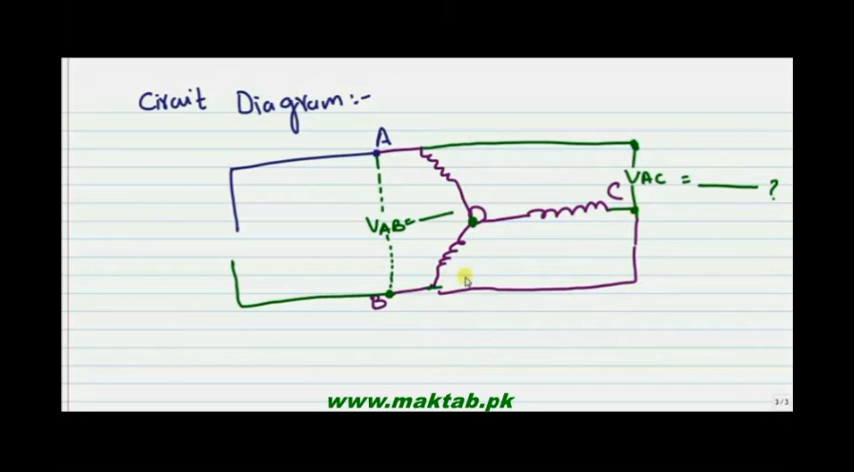 Circuit Diagram:-
A
VAC = ____ ?
C
D
VAB=
B
www.maktab.pk
3/3